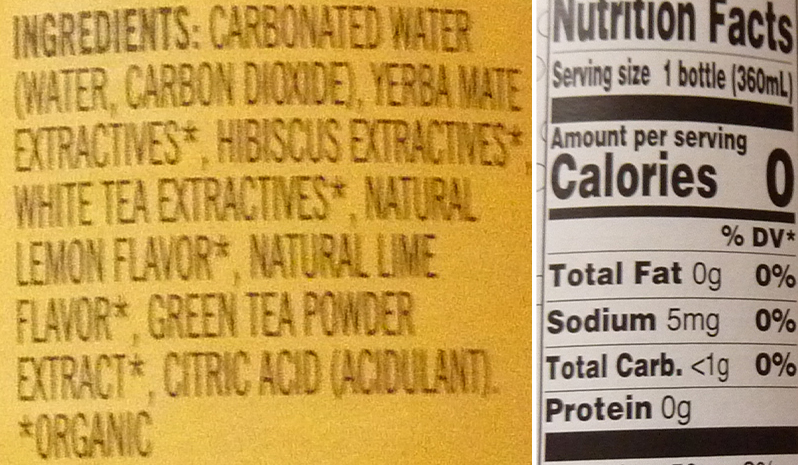 INGREDIENTS: CARBONATED WATER
(WATER, CARBON DIOXIDE), YERBA MATE
EXTRACTIVES*, HIBISCUS EXTRACTIVES*,
WHITE TEA EXTRACTIVES*, NATURAL
LEMON FLAVOR*, NATURAL LIME
FLAVOR*, GREEN TEA POWDER
EXTRACT*, CITRIC ACID (ACIDULANT).
*ORGANIC
Nutrition Facts
Serving size 1 bottle (360mL)
Amount per serving
Calories 0
% DV*
Total Fat 0g 0%
Sodium 5mg 0%
Total Carb. <1g 0%
Protein 0g